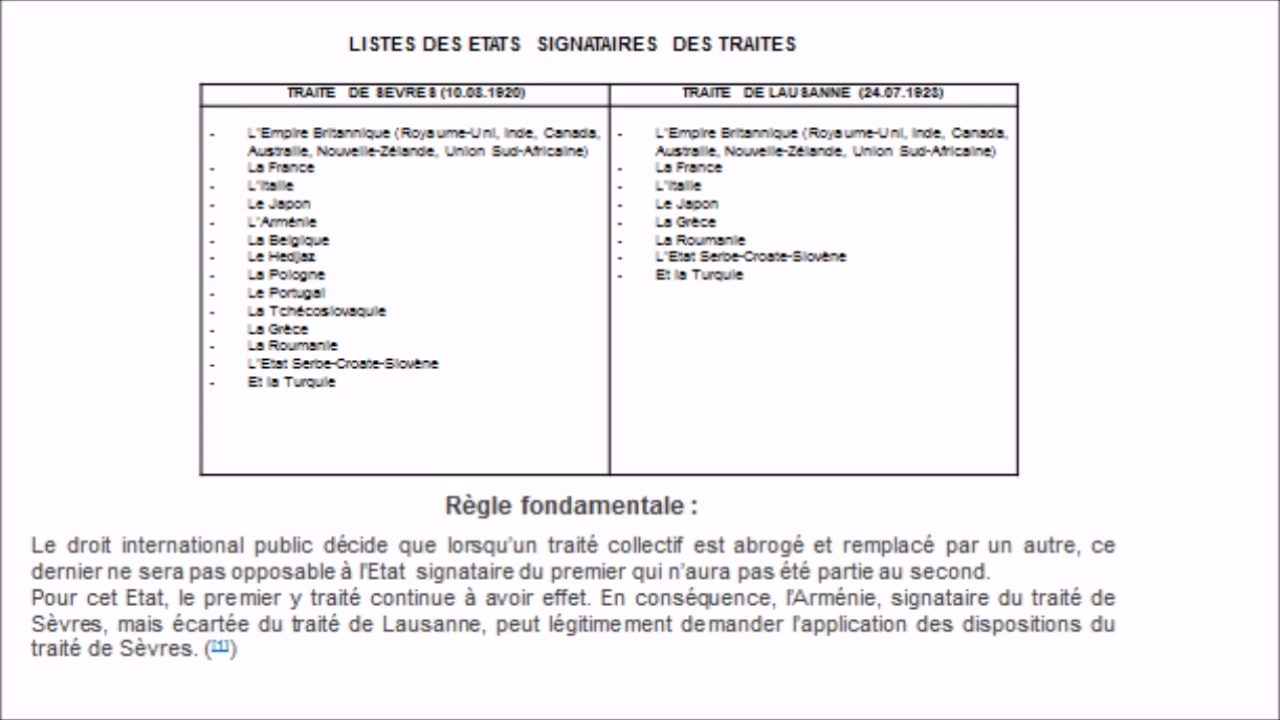 LISTES DES ETATS SIGNATAIRES DES TRAITES
TRAITE DE SEVRES (10.08.1920)
- L'Empire Britannique (Royaume-Uni, Inde, Canada,
Australie, Nouvelle-Zélande, Union Sud-Africaine)
- La France
- L'Italie
- Le Japon
- L'Arménie
- La Belgique
- Le Hedjaz
- La Pologne
- Le Portugal
- La Tchécoslovaquie
- La Grèce
- La Roumanie
- L'Etat Serbe-Croate-Slovène
- Et la Turquie
TRAITE DE LAUSANNE (24.07.1923)
- L'Empire Britannique (Royaume-Uni, Inde, Canada,
Australie, Nouvelle-Zélande, Union Sud-Africaine)
- La France
- L'Italie
- Le Japon
- La Grèce
- La Roumanie
- L'Etat Serbe-Croate-Slovène
- Et la Turquie
Règle fondamentale :
Le droit international public décide que lorsqu'un traité collectif est abrogé et remplacé par un autre, ce
dernier ne sera pas opposable à l'Etat signataire du premier qui n'aura pas été partie au second.
Pour cet Etat, le premier y traité continue à avoir effet. En conséquence, l'Arménie, signataire du traité de
Sèvres, mais écartée du traité de Lausanne, peut légitimement demander l'application des dispositions du
traité de Sèvres. ([1])